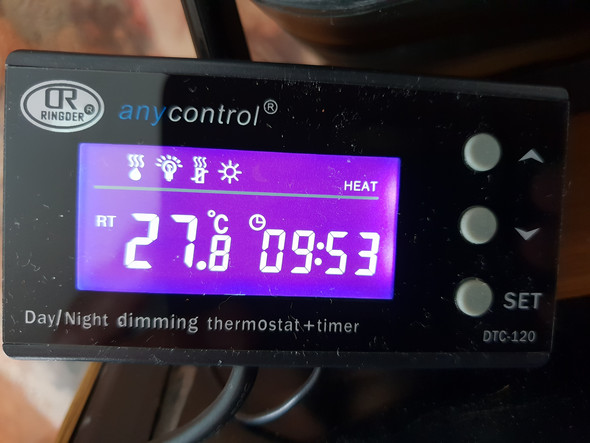 R
RINGDER ®
anycontrol®
HEAT
RT 27.8 °C 09:53
SET
Day/Night dimming thermostat+timer
DTC-120